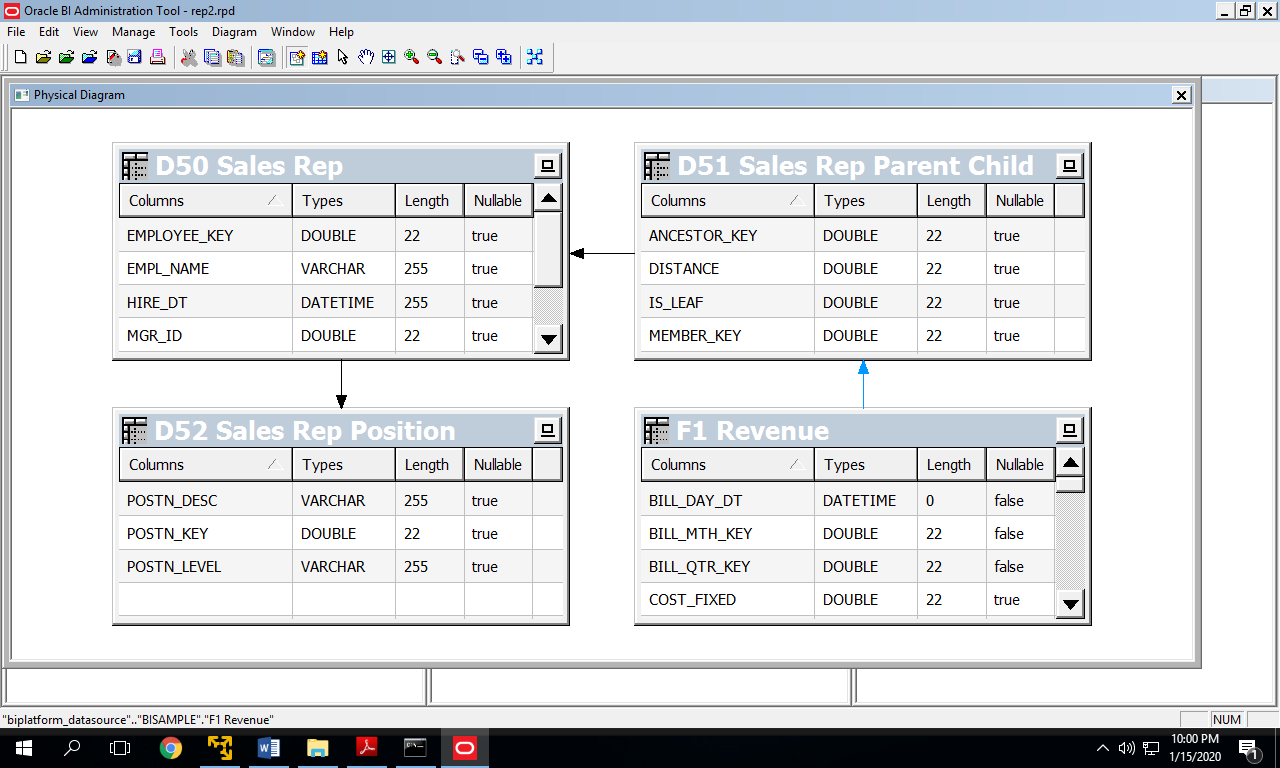 Oracle BI Administration Tool - rep2.rpd
File Edit View Manage Tools Diagram Window Help
Physical Diagram
D50 Sales Rep
Columns Types Length Nullable
EMPLOYEE_KEY DOUBLE 22 true
EMPL_NAME VARCHAR 255 true
HIRE_DT DATETIME 255 true
MGR_ID DOUBLE 22 true
D51 Sales Rep Parent Child
Columns Types Length Nullable
ANCESTOR_KEY DOUBLE 22 true
DISTANCE DOUBLE 22 true
IS_LEAF DOUBLE 22 true
MEMBER_KEY DOUBLE 22 true
D52 Sales Rep Position
Columns Types Length Nullable
POSTN_DESC VARCHAR 255 true
POSTN_KEY DOUBLE 22 true
POSTN_LEVEL VARCHAR 255 true
F1 Revenue
Columns Types Length Nullable
BILL_DAY_DT DATETIME 0 false
BILL_MTH_KEY DOUBLE 22 false
BILL_QTR_KEY DOUBLE 22 false
COST_FIXED DOUBLE 22 true
"biplatform_datasource".."BISAMPLE"."F1 Revenue"
NUM
10:00 PM
1/15/2020
1